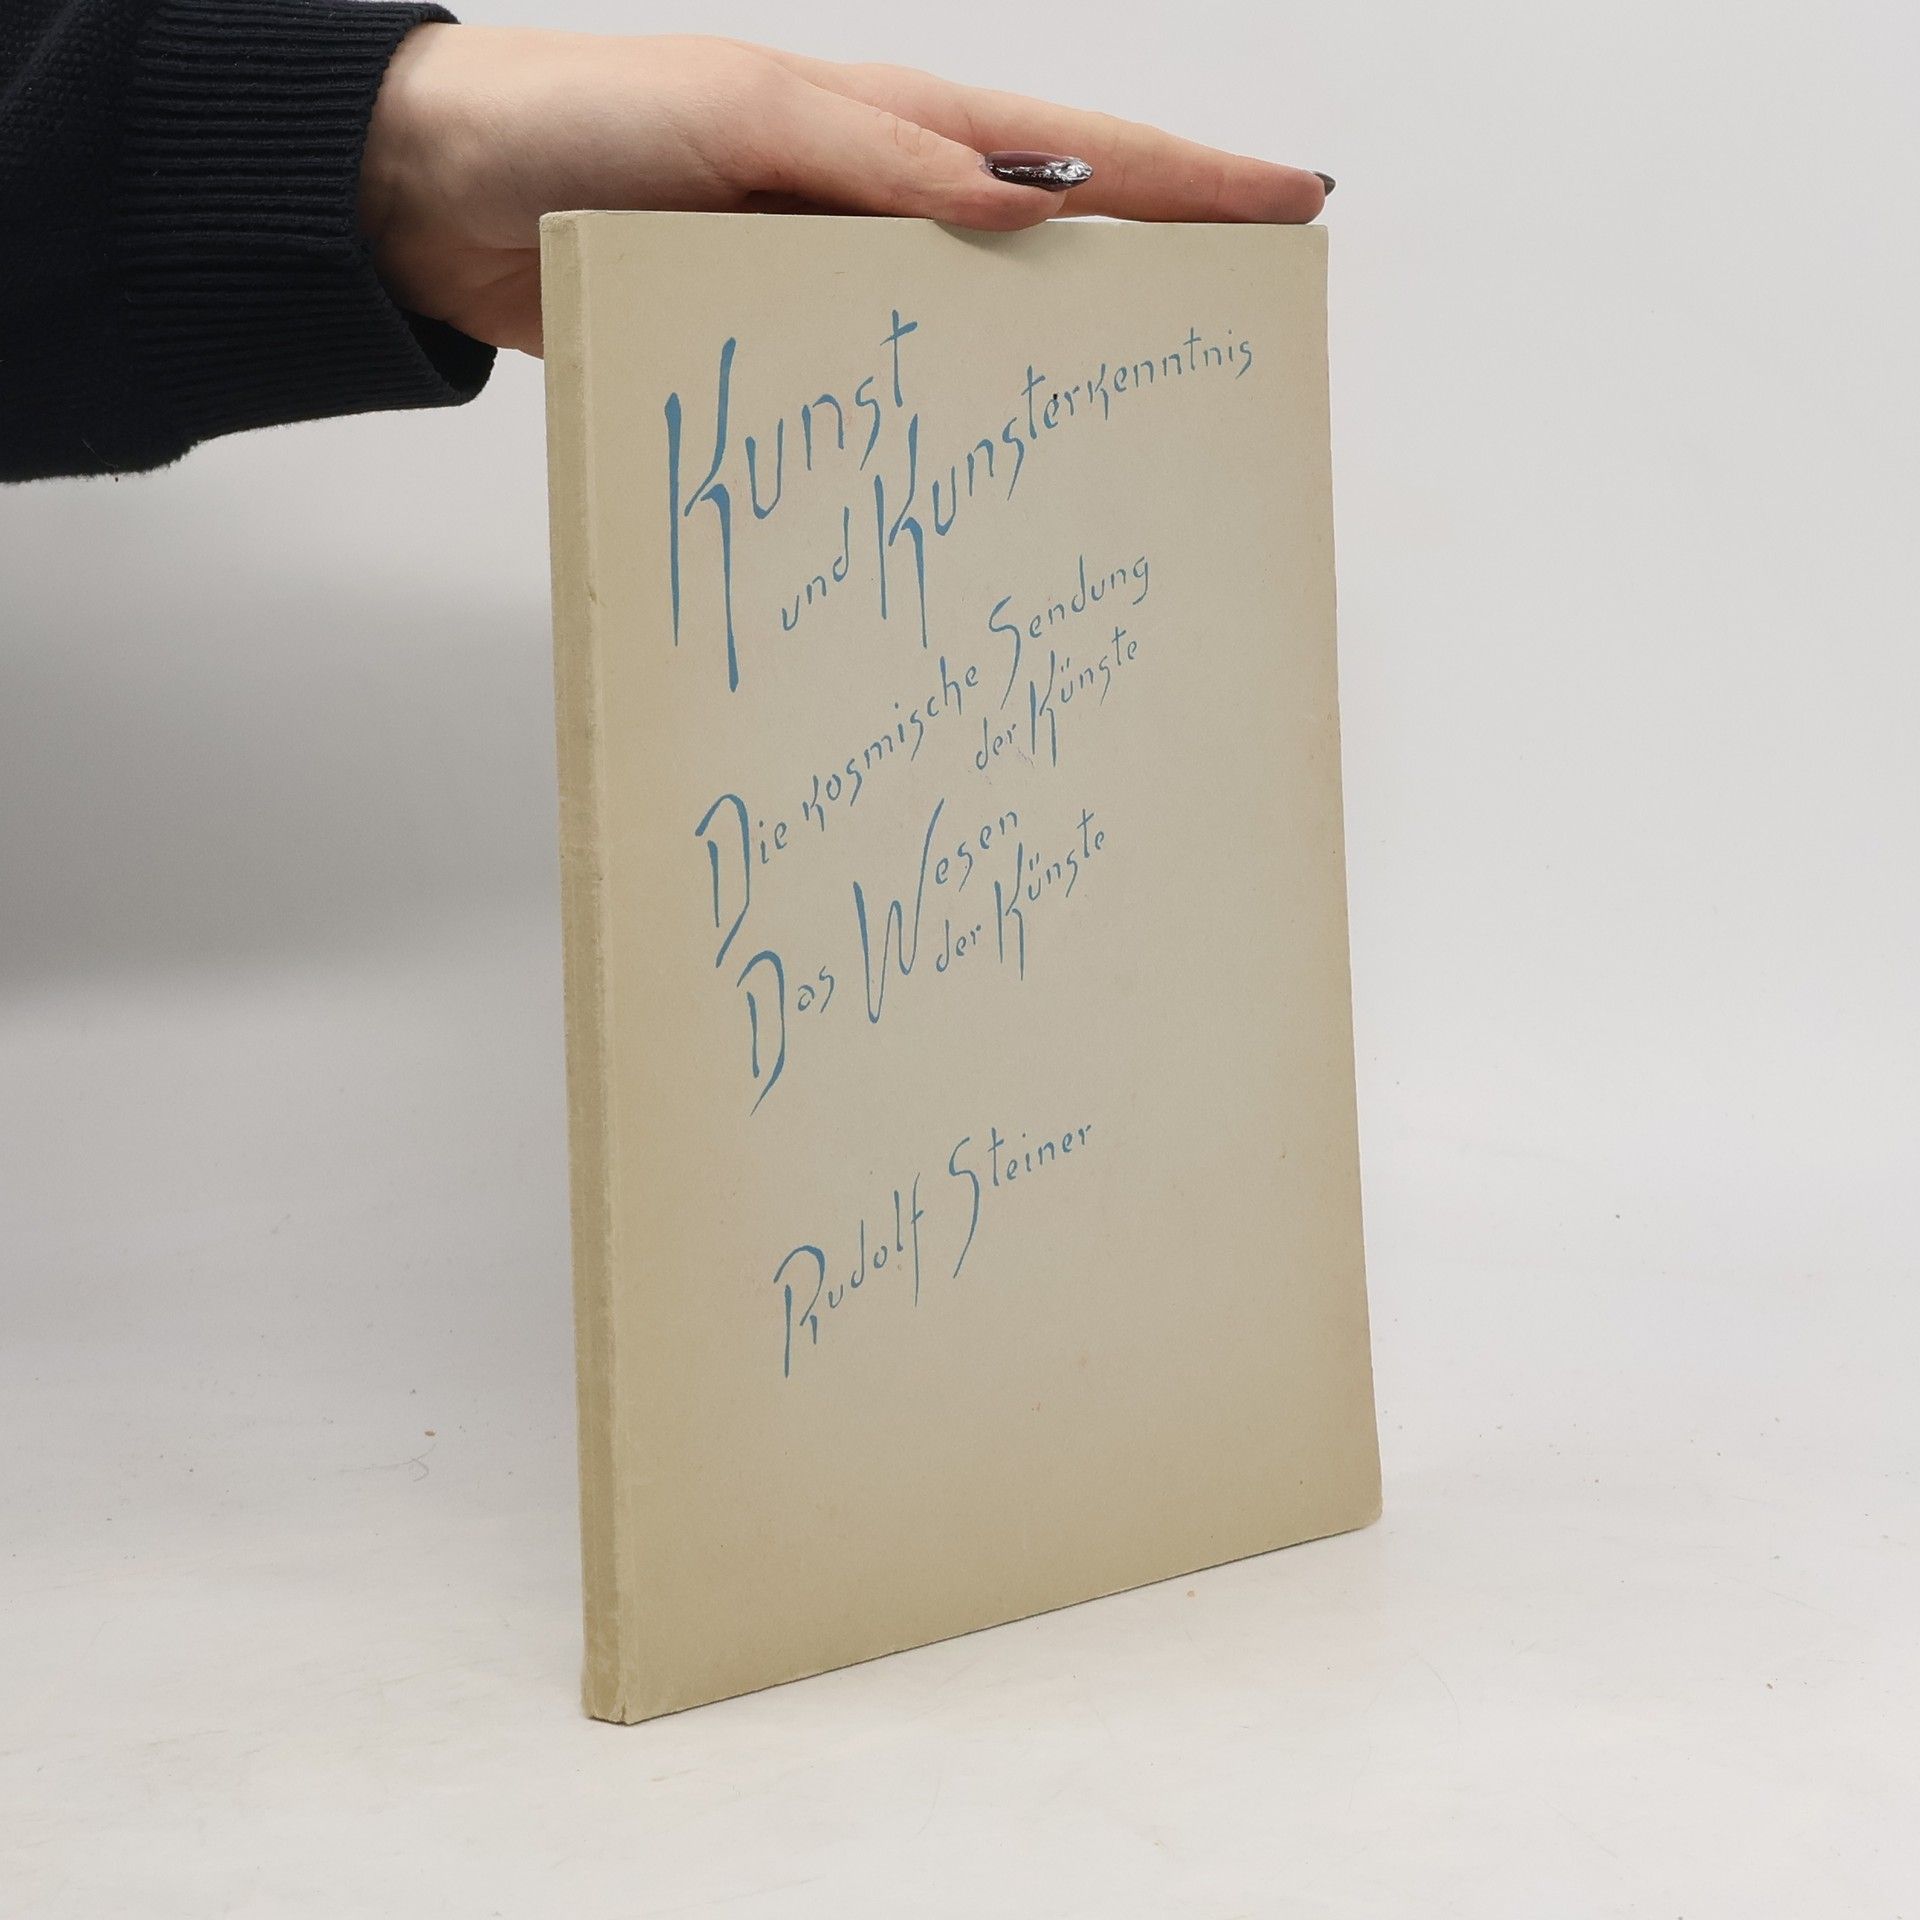 Kunst
und Kunsterkenntnis
Die kosmische Sendung
der Künste
Das Wesen
der Künste
Rudolf Steiner